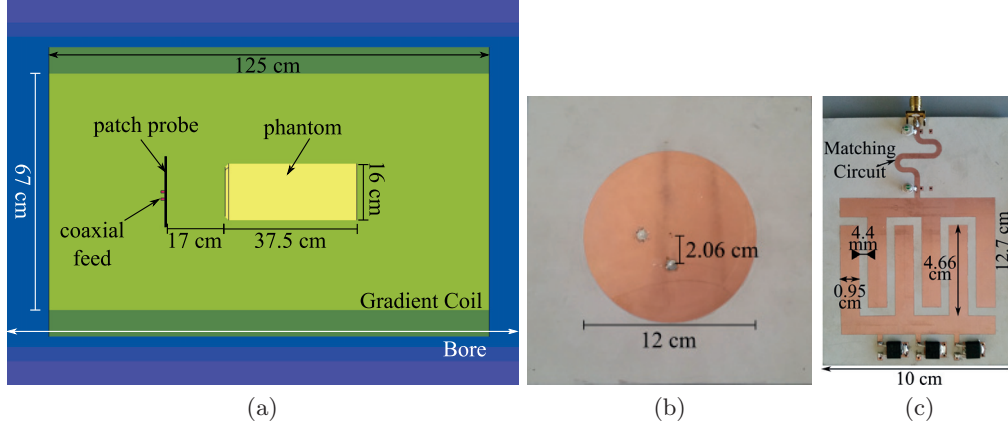 125 cm
patch probe
phantom
67 cm
16 cm
coaxial
feed
17 cm
37.5 cm
Gradient Coil
Bore
(a)
2.06 cm
12 cm
(b)
Matching
Circuit
4.4
mm
4.66
cm
0.95
cm
12.7 cm
10 cm
(c)